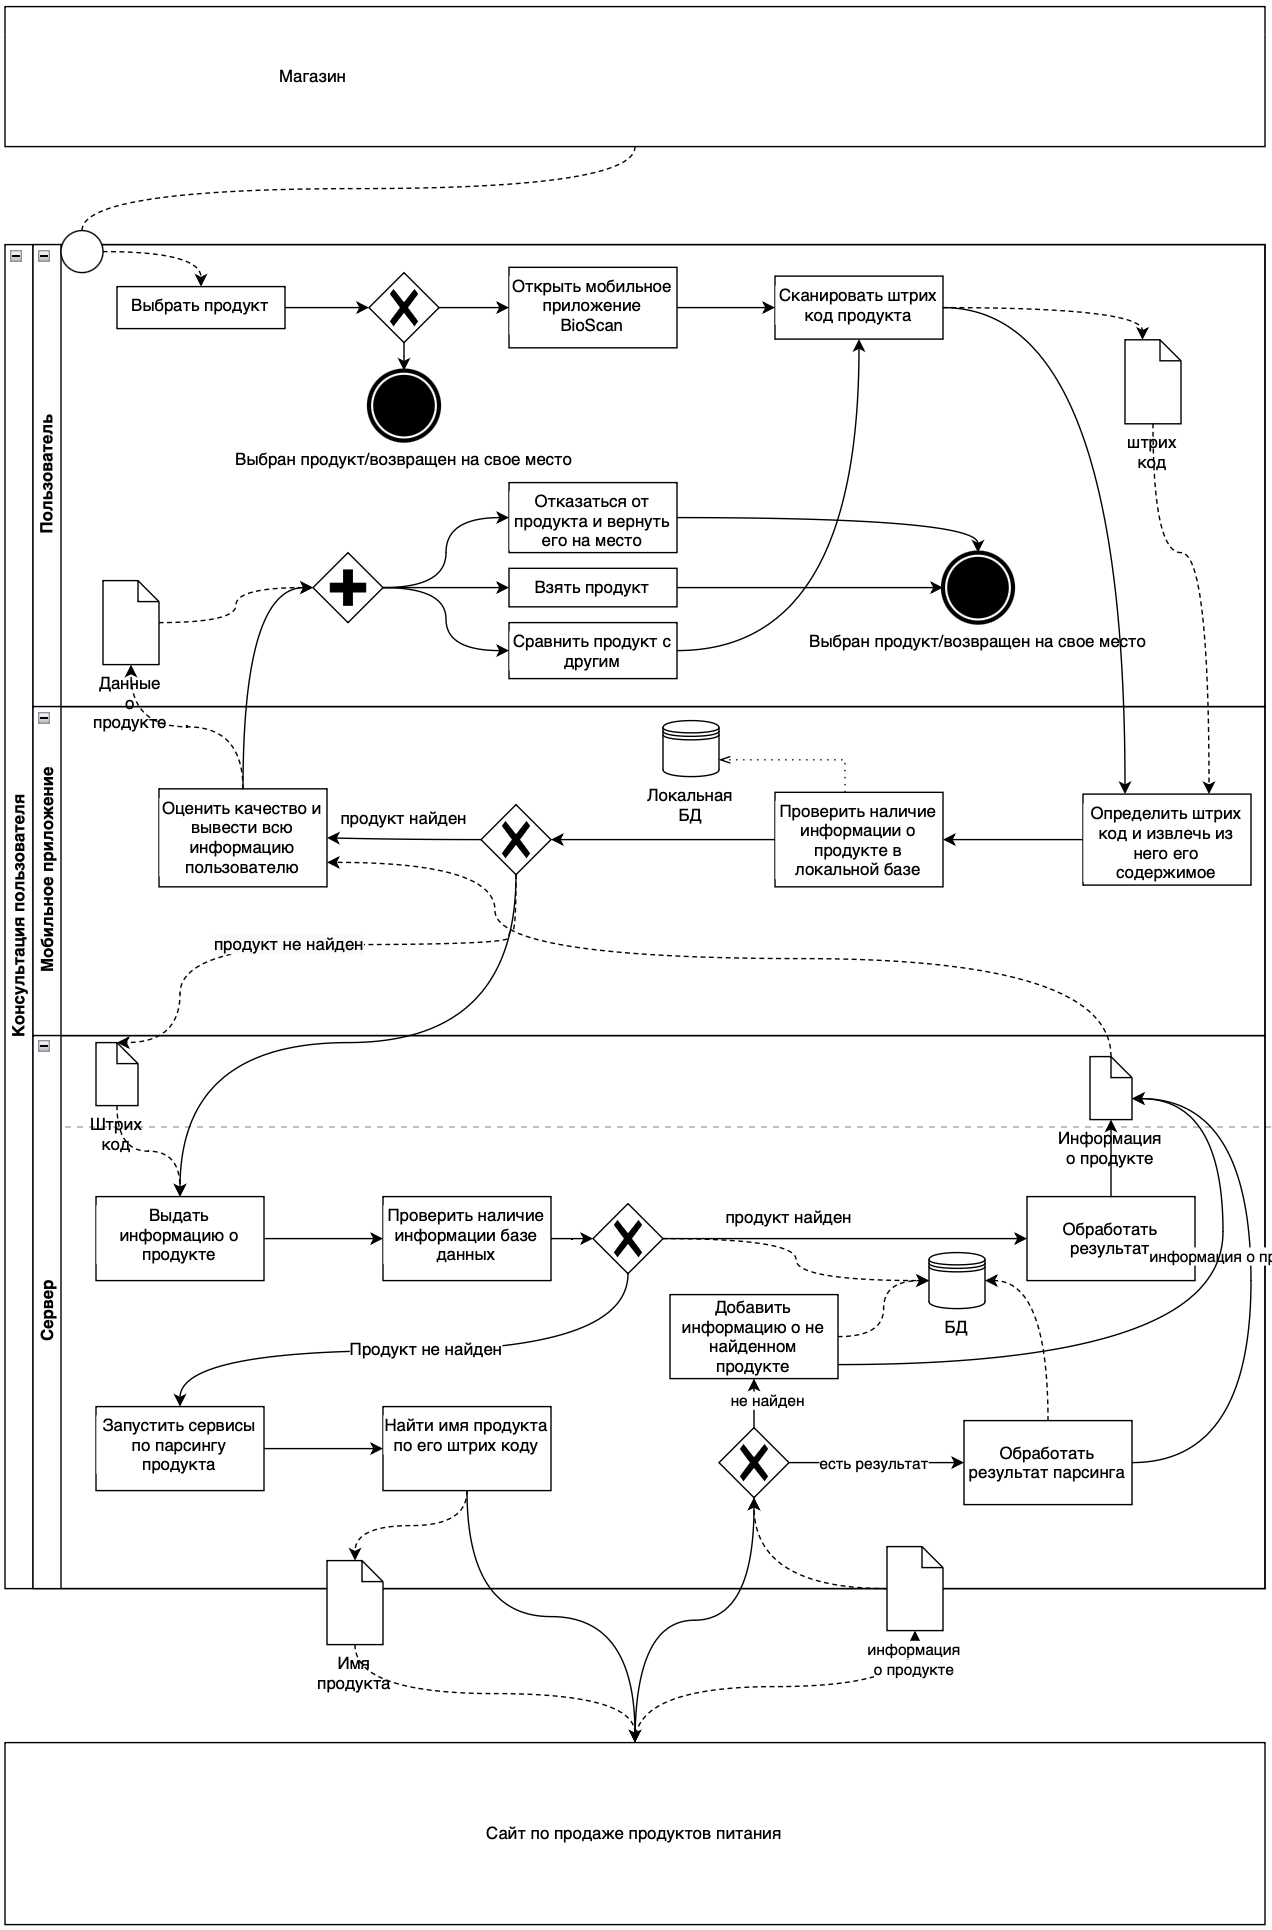 Магазин
Консультация пользователя
Пользователь
Выбрать продукт
Открыть мобильное
приложение
BioScan
Сканировать штрих
код продукта
штрих
код
Выбран продукт/возвращен на свое место
Отказаться от
продукта и вернуть
его на место
Взять продукт
Сравнить продукт с
другим
Выбран продукт/возвращен на свое место
Данные
о
продукте
Мобильное приложение
Локальная
БД
Оценить качество и
вывести всю
информацию
пользователю
продукт найден
Проверить наличие
информации о
продукте в
локальной базе
Определить штрих
код и извлечь из
него его
содержимое
продукт не найден
Сервер
Штрих
код
Информация
о продукте
Выдать
информацию о
продукте
Проверить наличие
информации базе
данных
продукт найден
Обработать
результат
информация о пр
БД
Добавить
информацию о не
найденном
продукте
Продукт не найден
не найден
Запустить сервисы
по парсингу
продукта
Найти имя продукта
по его штрих коду
есть результат
Обработать
результат парсинга
Имя
продукта
информация
о продукте
Сайт по продаже продуктов питания